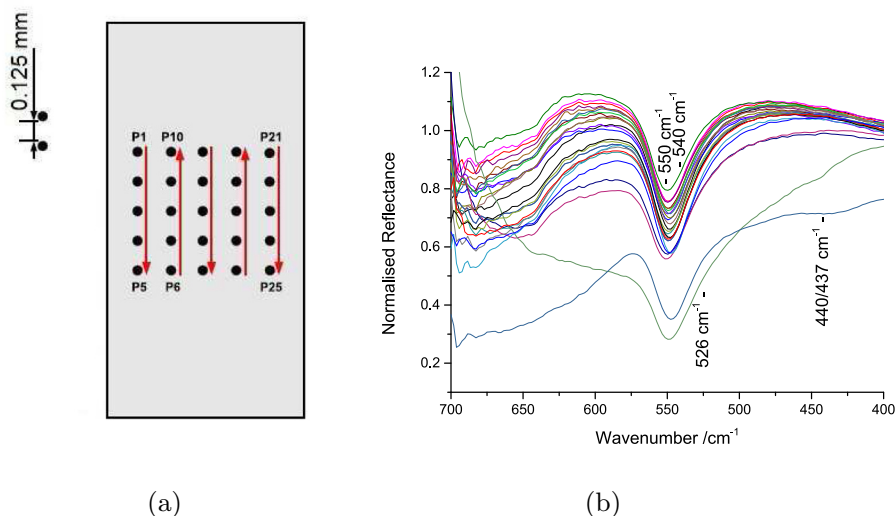 0.125 mm
P1 P10 P21
P5 P6 P25
(a)
Normalised Reflectance
1.2
1.0
0.8
0.6
0.4
0.2
550 cm⁻¹
540 cm⁻¹
526 cm⁻¹
440/437 cm⁻¹
700 650 600 550 500 450 400
Wavenumber /cm⁻¹
(b)